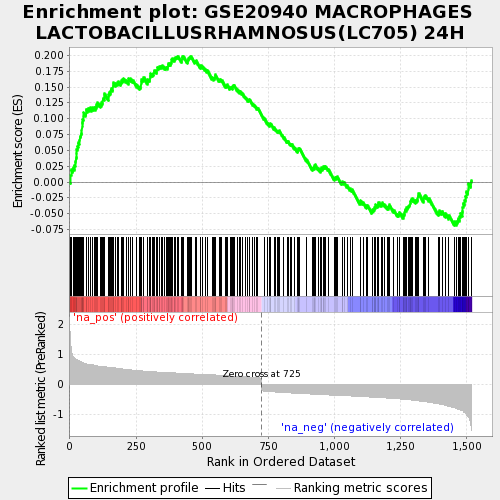 Enrichment plot: GSE20940 MACROPHAGES
LACTOBACILLUSRHAMNOSUS(LC705) 24H
Enrichment score (ES)
0.200
0.175
0.150
0.125
0.100
0.075
0.050
0.025
0.000
-0.025
-0.050
-0.075
'na_pos' (positively correlated)
Ranked list metric (PreRanked)
2
1
0
-1
Zero cross at 725
'na_neg' (negatively correlated)
0
250
500
750
1,000
1,250
1,500
Rank in Ordered Dataset
Enrichment profile
Hits
Ranking metric scores